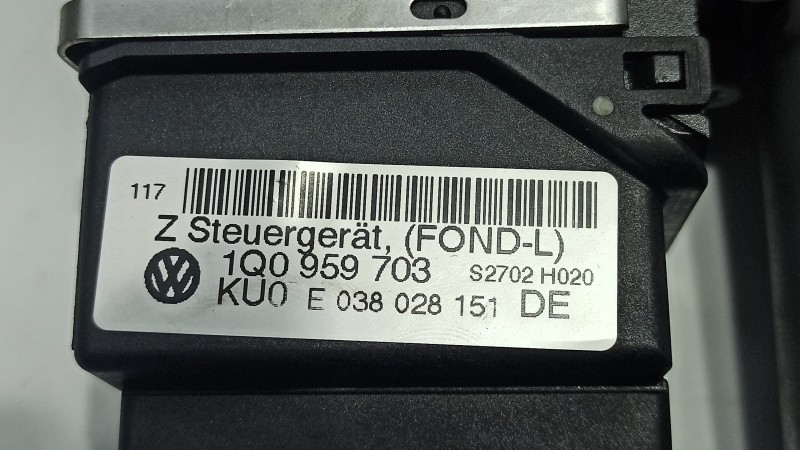 117
Z Steuergerät, (FOND-L)
1Q0 959 703 S2702 H020
KU0 E 038 028 151 DE